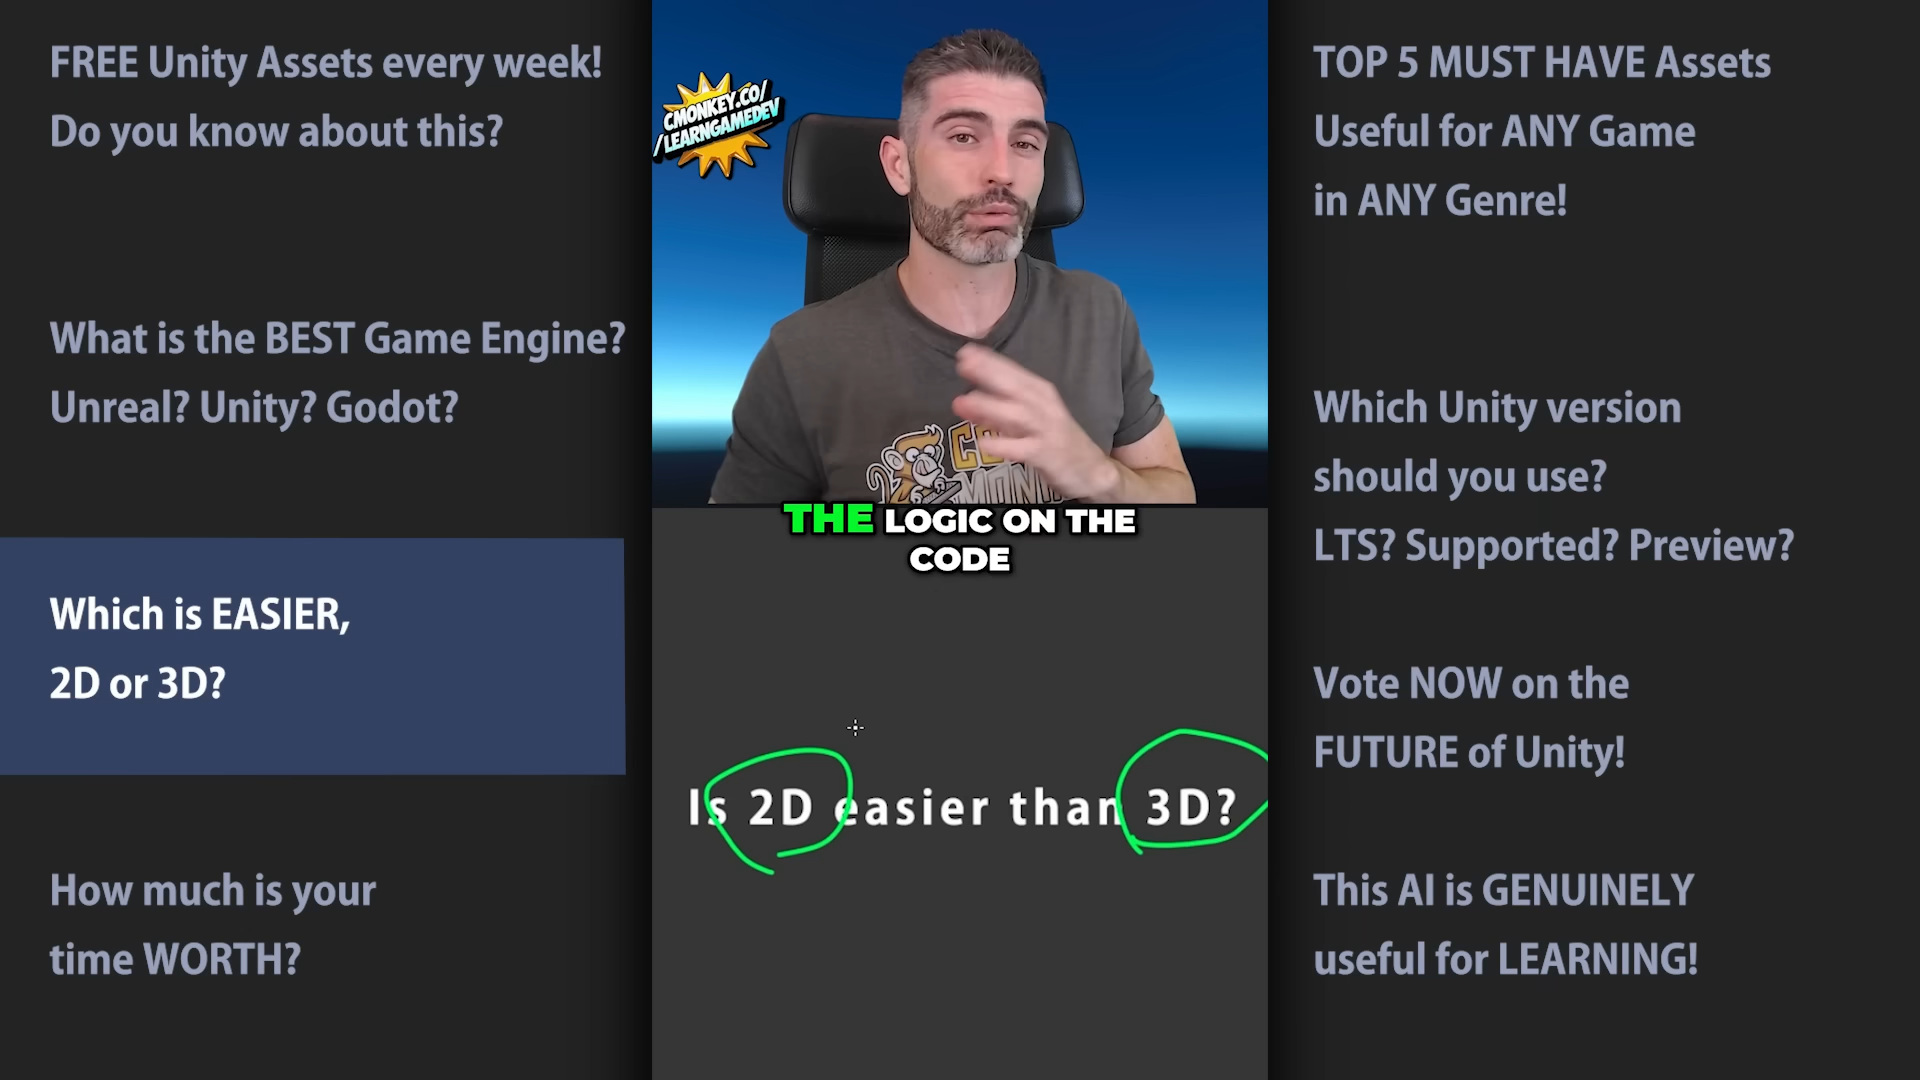 FREE Unity Assets every week!
Do you know about this?
What is the BEST Game Engine?
Unreal? Unity? Godot?
Which is EASIER,
2D or 3D?
How much is your
time WORTH?
CMONKEY.CO/
/LEARNGAMEDEV
THE LOGIC ON THE
CODE
Is 2D easier than 3D?
TOP 5 MUST HAVE Assets
Useful for ANY Game
in ANY Genre!
Which Unity version
should you use?
LTS? Supported? Preview?
Vote NOW on the
FUTURE of Unity!
This AI is GENUINELY
useful for LEARNING!